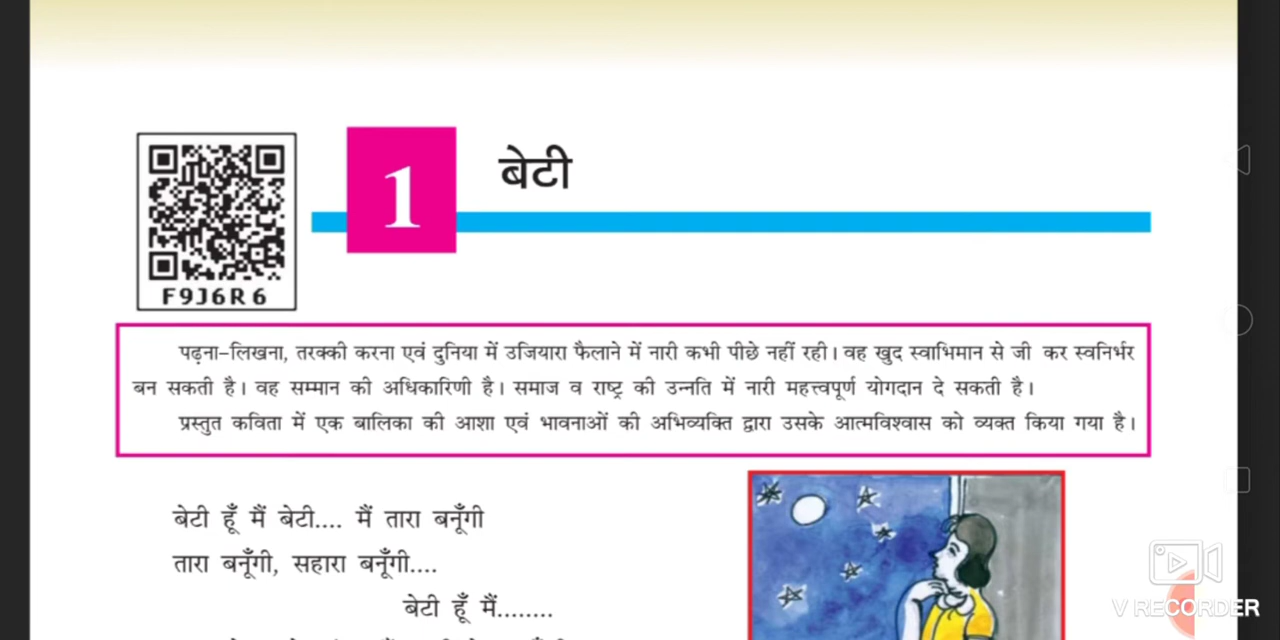 1
बेटी
F9J6R6
पढ़ना-लिखना, तरक्की करना एवं दुनिया में उजियारा फैलाने में नारी कभी पीछे नहीं रही। वह खुद स्वाभिमान से जी कर स्वनिर्भर
बन सकती है। वह सम्मान की अधिकारिणी है। समाज व राष्ट्र की उन्नति में नारी महत्त्वपूर्ण योगदान दे सकती है।
प्रस्तुत कविता में एक बालिका की आशा एवं भावनाओं की अभिव्यक्ति द्वारा उसके आत्मविश्वास को व्यक्त किया गया है।
बेटी हूँ मैं बेटी.... मैं तारा बनूँगी
तारा बनूँगी, सहारा बनूँगी....
बेटी हूँ मैं........
V RECORDER